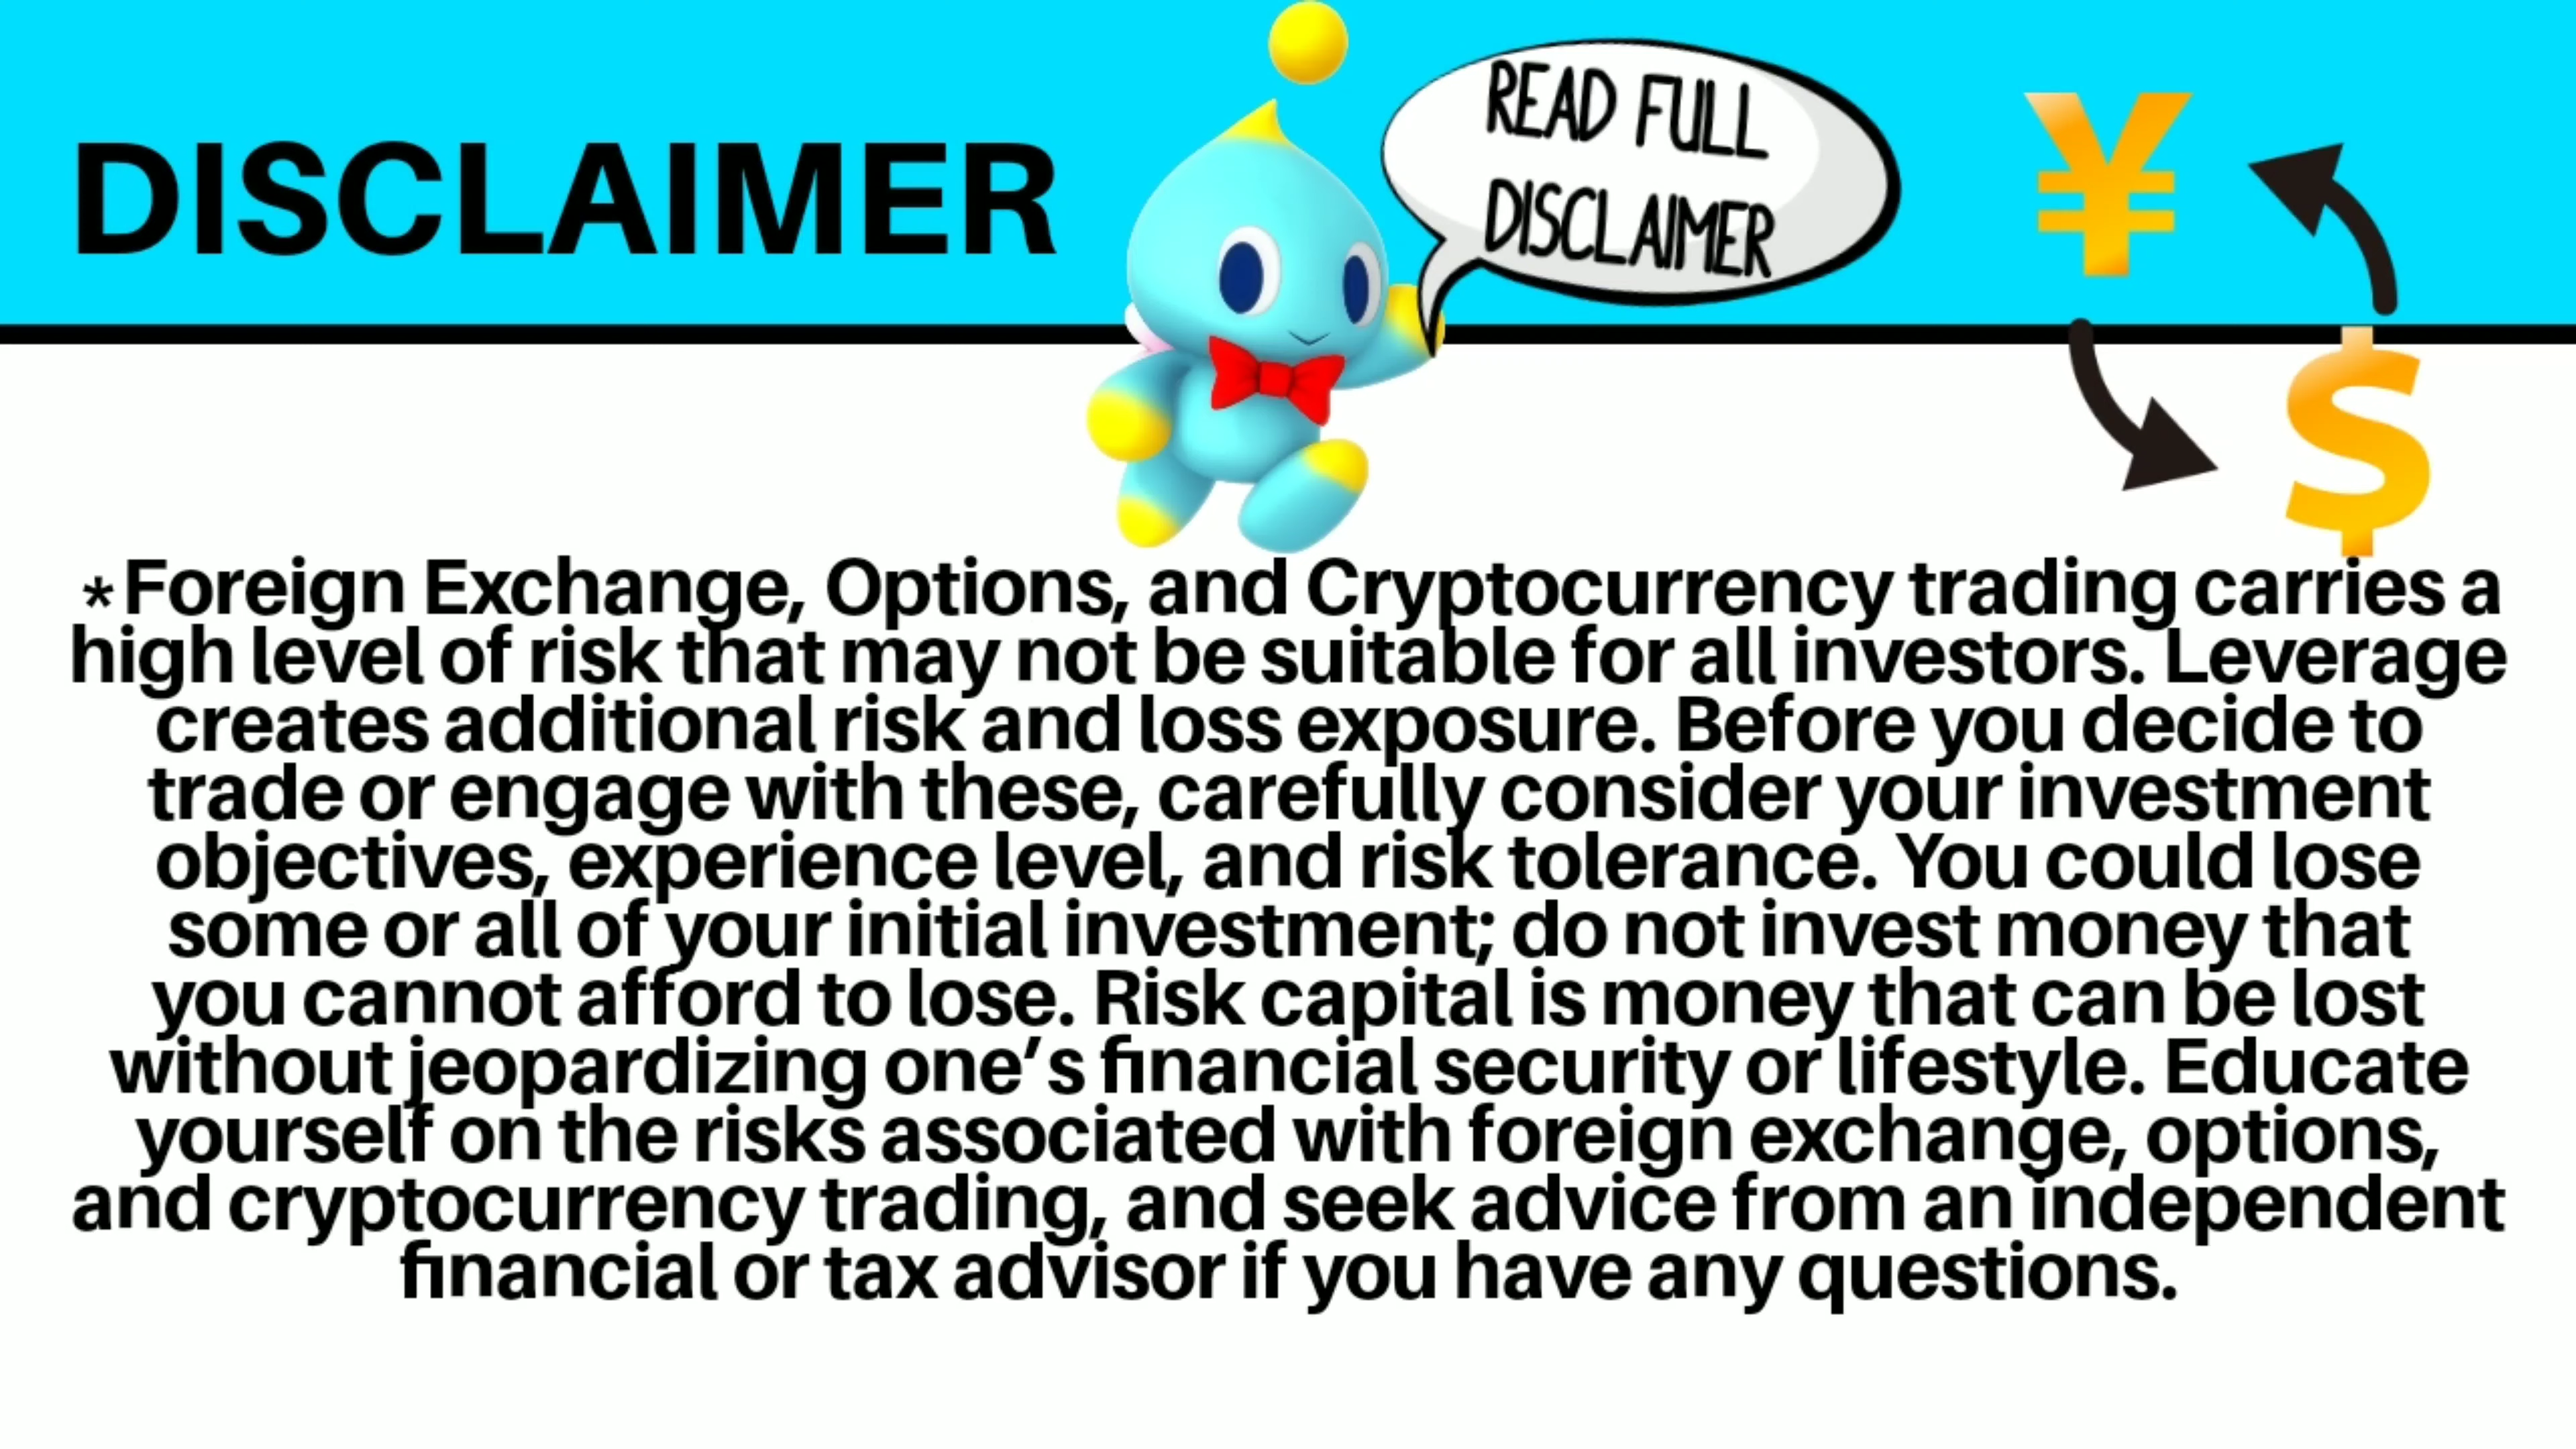 DISCLAIMER
READ FULL
DISCLAIMER
¥
$
*Foreign Exchange, Options, and Cryptocurrency trading carries a
high level of risk that may not be suitable for all investors. Leverage
creates additional risk and loss exposure. Before you decide to
trade or engage with these, carefully consider your investment
objectives, experience level, and risk tolerance. You could lose
some or all of your initial investment; do not invest money that
you cannot afford to lose. Risk capital is money that can be lost
without jeopardizing one’s financial security or lifestyle. Educate
yourself on the risks associated with foreign exchange, options,
and cryptocurrency trading, and seek advice from an independent
financial or tax advisor if you have any questions.